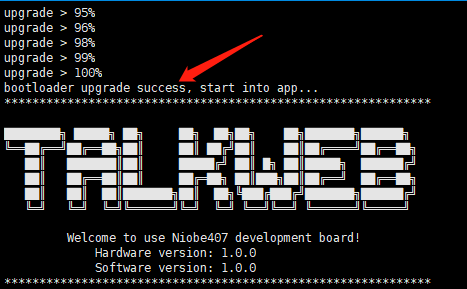 upgrade > 95%
upgrade > 96%
upgrade > 98%
upgrade > 99%
upgrade > 100%
bootloader upgrade success, start into app...
*************************************************************
TALKWEB
Welcome to use Niobe407 development board!
Hardware version: 1.0.0
Software version: 1.0.0
*************************************************************